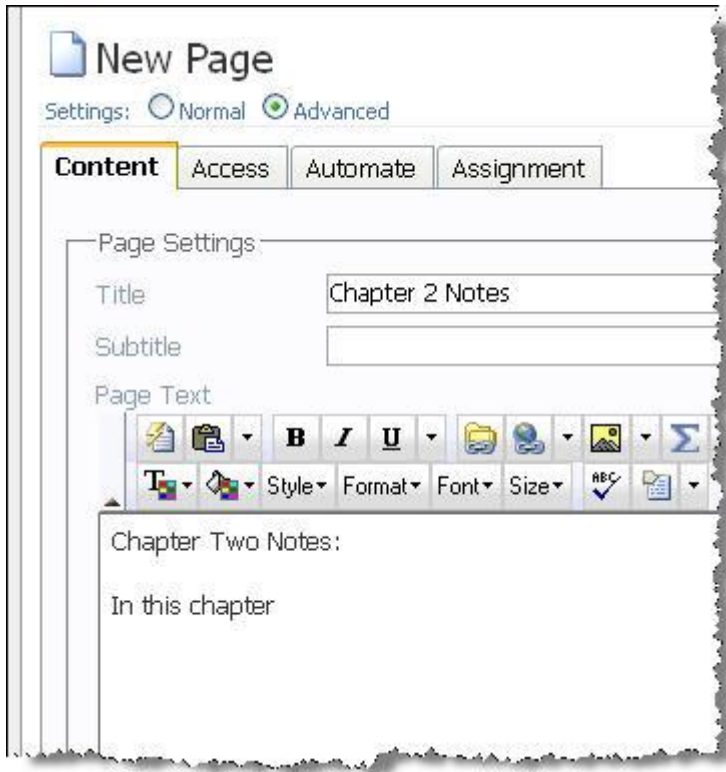 New Page
Settings: Normal Advanced
Content Access Automate Assignment
Page Settings
Title Chapter 2 Notes
Subtitle
Page Text
B I U Σ
T Style Format Font Size ABC
Chapter Two Notes:
In this chapter